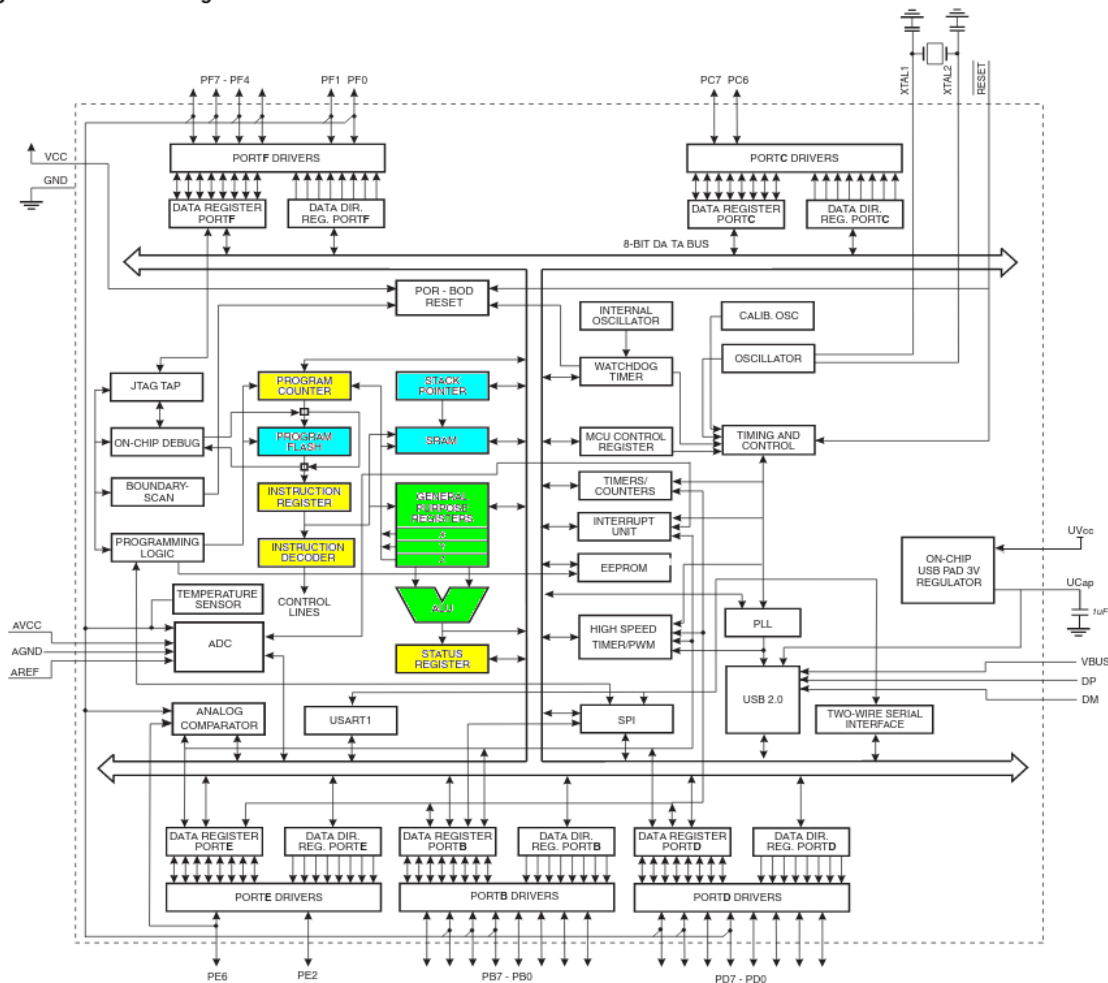 PF7 - PF4
PF1 PF0
PC7 PC6
XTAL1
XTAL2
RESET
VCC
GND
PORTF DRIVERS
PORTC DRIVERS
DATA REGISTER
PORTF
DATA DIR.
REG. PORTF
DATA REGISTER
PORTC
DATA DIR.
REG. PORTC
8-BIT DA TA BUS
POR - BOD
RESET
INTERNAL
OSCILLATOR
CALIB. OSC
OSCILLATOR
WATCHDOG
TIMER
JTAG TAP
PROGRAM
COUNTER
STACK
POINTER
ON-CHIP DEBUG
PROGRAM
FLASH
SRAM
MCU CONTROL
REGISTER
TIMING AND
CONTROL
BOUNDARY-
SCAN
INSTRUCTION
REGISTER
GENERAL
PURPOSE
REGISTERS
TIMERS/
COUNTERS
INTERRUPT
UNIT
PROGRAMMING
LOGIC
INSTRUCTION
DECODER
EEPROM
ON-CHIP
USB PAD 3V
REGULATOR
UVcc
UCap
1uF
TEMPERATURE
SENSOR
CONTROL
LINES
ALU
AVCC
AGND
AREF
ADC
STATUS
REGISTER
HIGH SPEED
TIMER/PWM
PLL
VBUS
DP
DM
USB 2.0
ANALOG
COMPARATOR
USART1
SPI
TWO-WIRE SERIAL
INTERFACE
DATA REGISTER
PORTE
DATA DIR.
REG. PORTE
DATA REGISTER
PORTB
DATA DIR.
REG. PORTB
DATA REGISTER
PORTD
DATA DIR.
REG. PORTD
PORTE DRIVERS
PORTB DRIVERS
PORTD DRIVERS
PE6
PE2
PB7 - PB0
PD7 - PD0